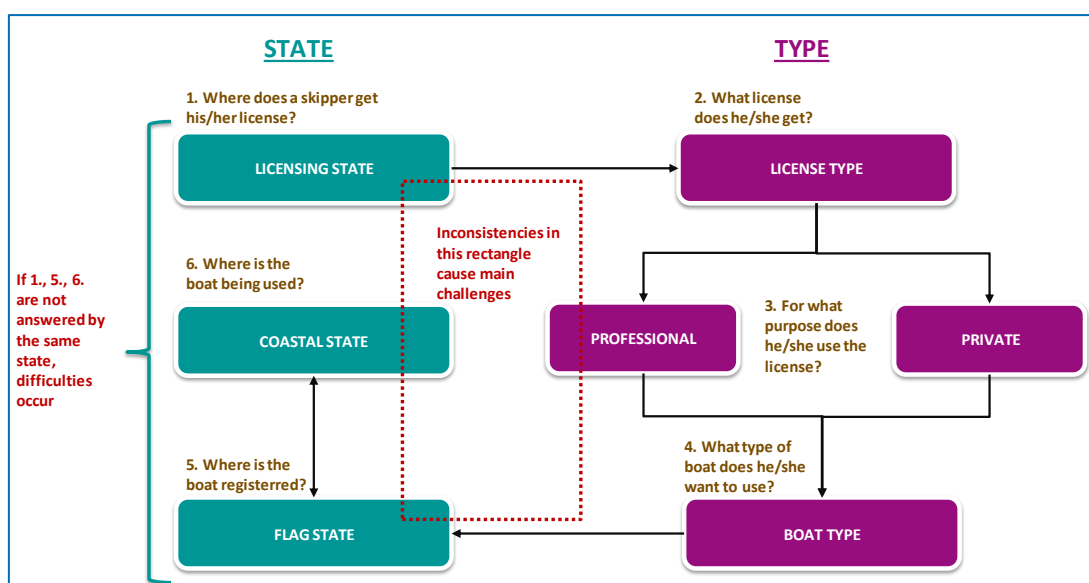 STATE
TYPE
1. Where does a skipper get
his/her license?
2. What license
does he/she get?
LICENSING STATE
LICENSE TYPE
Inconsistencies in
this rectangle
cause main
challenges
If 1., 5., 6.
are not
answered by
the same
state,
difficulties
occur
6. Where is the
boat being used?
COASTAL STATE
PROFESSIONAL
3. For what
purpose does
he/she use the
license?
PRIVATE
5. Where is the
boat registerred?
4. What type of
boat does he/she
want to use?
FLAG STATE
BOAT TYPE